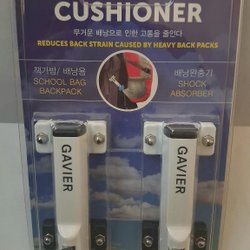 CUSHIONER
무거운 배낭으로 인한 고통을 줄인다
REDUCES BACK STRAIN CAUSED BY HEAVY BACK PACKS
책가방/ 배낭용
SCHOOL BAG
BACKPACK
배낭완충기
SHOCK
ABSORBER
GAVIER
GAVIER